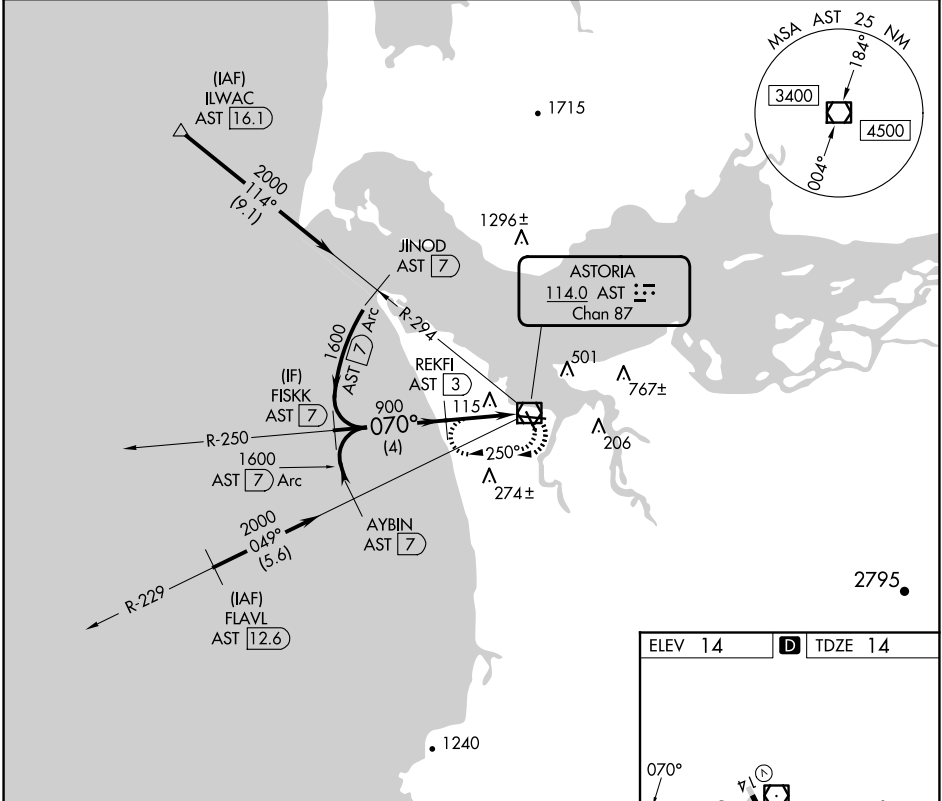 MSA AST 25 NM
184°
3400
4500
004°
(IAF)
ILWAC
AST 16.1
2000
114°
(9.1)
1715
1296±
JINOD
AST 7
ASTORIA
114.0 AST
Chan 87
R-294
1600
AST 7 Arc
REKFI
AST 3
501
767±
(IF)
FISKK
AST 7
900
070°
(4)
115
206
R-250
250°
1600
AST 7 Arc
274±
AYBIN
AST 7
2000
049°
(5.6)
R-229
(IAF)
FLAVL
AST 12.6
2795
ELEV 14
D
TDZE 14
1240
070°
14
V